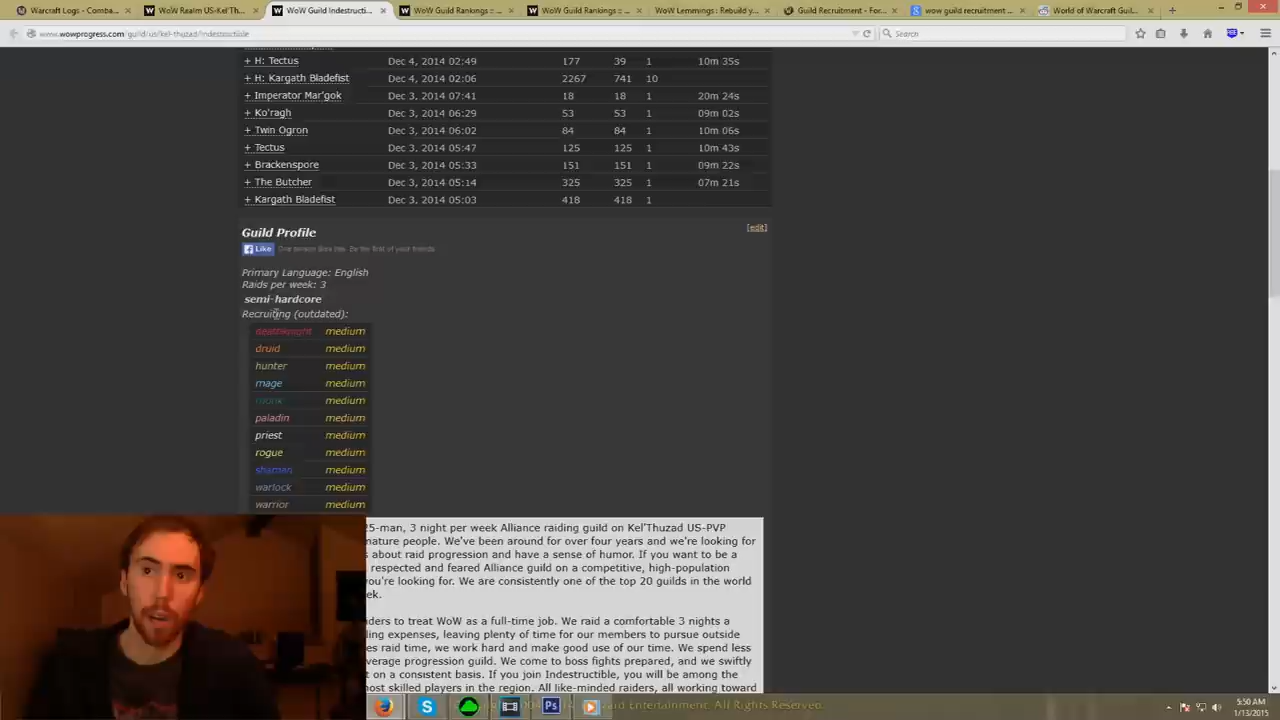 Warcraft Logs - Comba...
WoW Realm US-Kel'Thu...
WoW Guild Indestructi...
WoW Guild Rankings :: ...
WoW Guild Rankings :: ...
WoW Lemmings : Rebuild y...
Guild Recruitment - For...
wow guild recruitment ...
World of Warcraft Guil...
www.wowprogress.com/guild/us/kel-thuzad/Indestructible
Search
+ H: Tectus Dec 4, 2014 02:49 177 39 1 10m 35s
+ H: Kargath Bladefist Dec 4, 2014 02:06 2267 741 10
+ Imperator Mar'gok Dec 3, 2014 07:41 18 18 1 20m 24s
+ Ko'ragh Dec 3, 2014 06:29 53 53 1 09m 02s
+ Twin Ogron Dec 3, 2014 06:02 84 84 1 10m 06s
+ Tectus Dec 3, 2014 05:47 125 125 1 10m 43s
+ Brackenspore Dec 3, 2014 05:33 151 151 1 09m 22s
+ The Butcher Dec 3, 2014 05:14 325 325 1 07m 21s
+ Kargath Bladefist Dec 3, 2014 05:03 418 418 1
Guild Profile [edit]
Like One person likes this. Be the first of your friends.
Primary Language: English
Raids per week: 3
semi-hardcore
Recruiting (outdated):
deathknight medium
druid medium
hunter medium
mage medium
monk medium
paladin medium
priest medium
rogue medium
shaman medium
warlock medium
warrior medium
25-man, 3 night per week Alliance raiding guild on Kel'Thuzad US-PVP
mature people. We've been around for over four years and we're looking for
about raid progression and have a sense of humor. If you want to be a
respected and feared Alliance guild on a competitive, high-population
you're looking for. We are consistently one of the top 20 guilds in the world
ek.
iders to treat WoW as a full-time job. We raid a comfortable 3 nights a
ding expenses, leaving plenty of time for our members to pursue outside
es raid time, we work hard and make good use of our time. We spend less
verage progression guild. We come to boss fights prepared, and we swiftly
t on a consistent basis. If you join Indestructible, you will be among the
most skilled players in the region. All like-minded raiders, all working toward
Entertainment. All Rights Reserved.
5:50 AM
1/13/2015